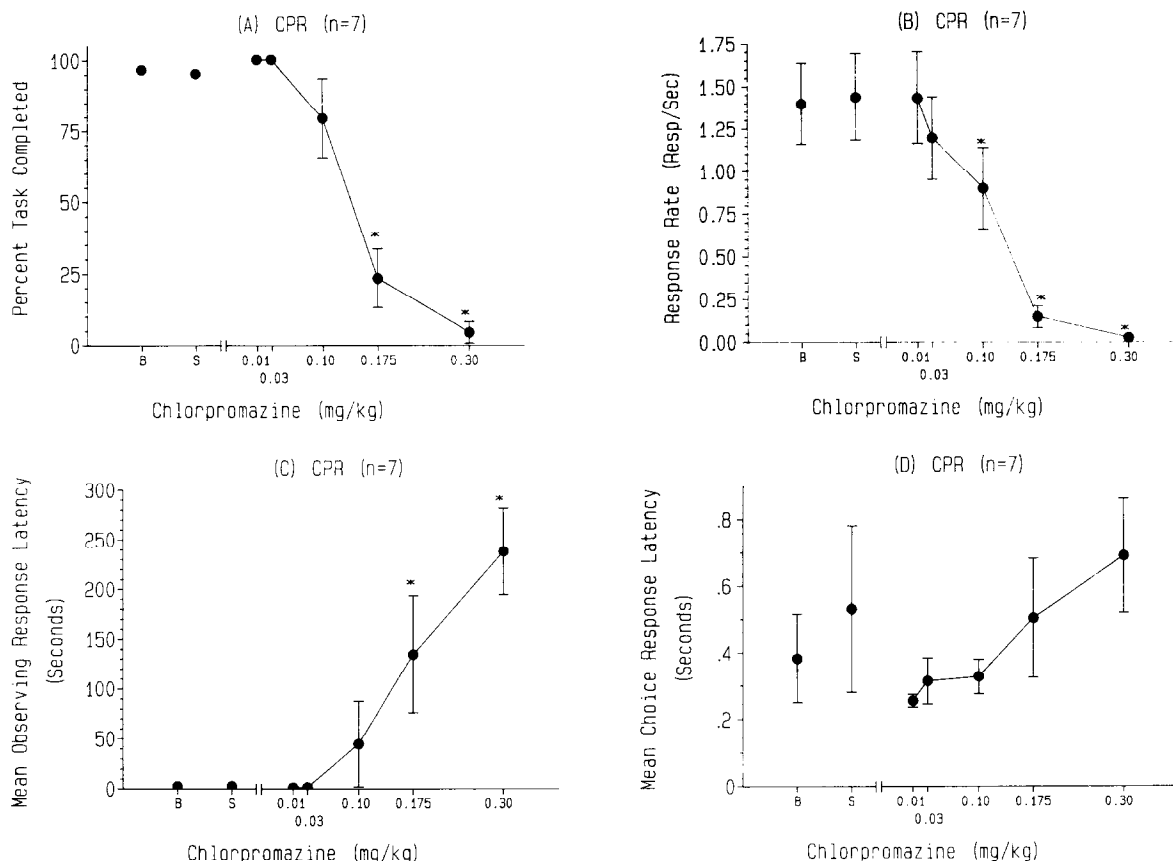 (A) CPR (n=7)
Percent Task Completed
100
75
50
25
0
*
*
B S 0.01 0.10 0.175 0.30
0.03
Chlorpromazine (mg/kg)
(B) CPR (n=7)
Response Rate (Resp/Sec)
1.75
1.50
1.25
1.00
0.75
0.50
0.25
0.00
*
*
*
B S 0.01 0.10 0.175 0.30
0.03
Chlorpromazine (mg/kg)
(C) CPR (n=7)
Mean Observing Response Latency
(Seconds)
300
250
200
150
100
50
0
*
*
B S 0.01 0.10 0.175 0.30
0.03
Chlorpromazine (mg/kg)
(D) CPR (n=7)
Mean Choice Response Latency
(Seconds)
.8
.6
.4
.2
0
B S 0.01 0.10 0.175 0.30
0.03
Chlorpromazine (mg/kg)